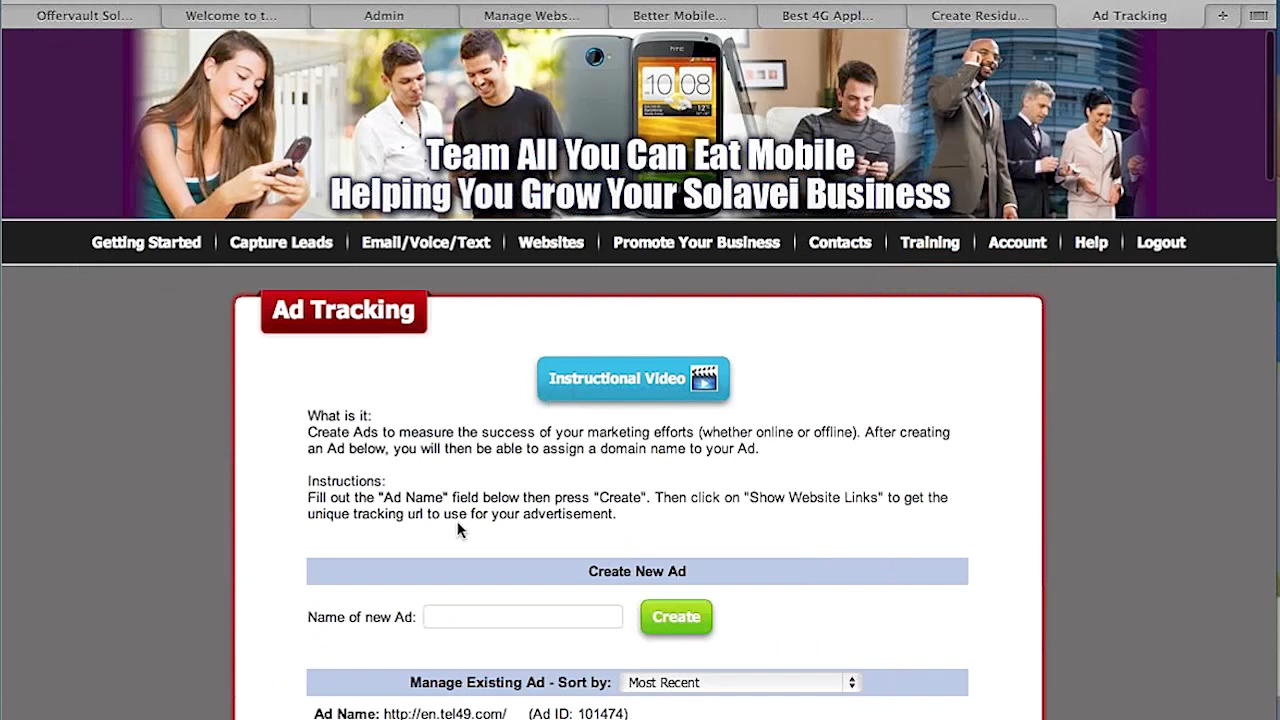 Offervault Sol...
Welcome to t...
Admin
Manage Webs...
Better Mobile...
Best 4G Appl...
Create Residu...
Ad Tracking
hTC
10:08
12°
Team All You Can Eat Mobile
Helping You Grow Your Solavei Business
Getting Started
Capture Leads
Email/Voice/Text
Websites
Promote Your Business
Contacts
Training
Account
Help
Logout
Ad Tracking
Instructional Video
What is it:
Create Ads to measure the success of your marketing efforts (whether online or offline). After creating
an Ad below, you will then be able to assign a domain name to your Ad.
Instructions:
Fill out the "Ad Name" field below then press "Create". Then click on "Show Website Links" to get the
unique tracking url to use for your advertisement.
Create New Ad
Name of new Ad:
Create
Manage Existing Ad - Sort by:
Most Recent
Ad Name: http://en.tel49.com/ (Ad ID: 101474)